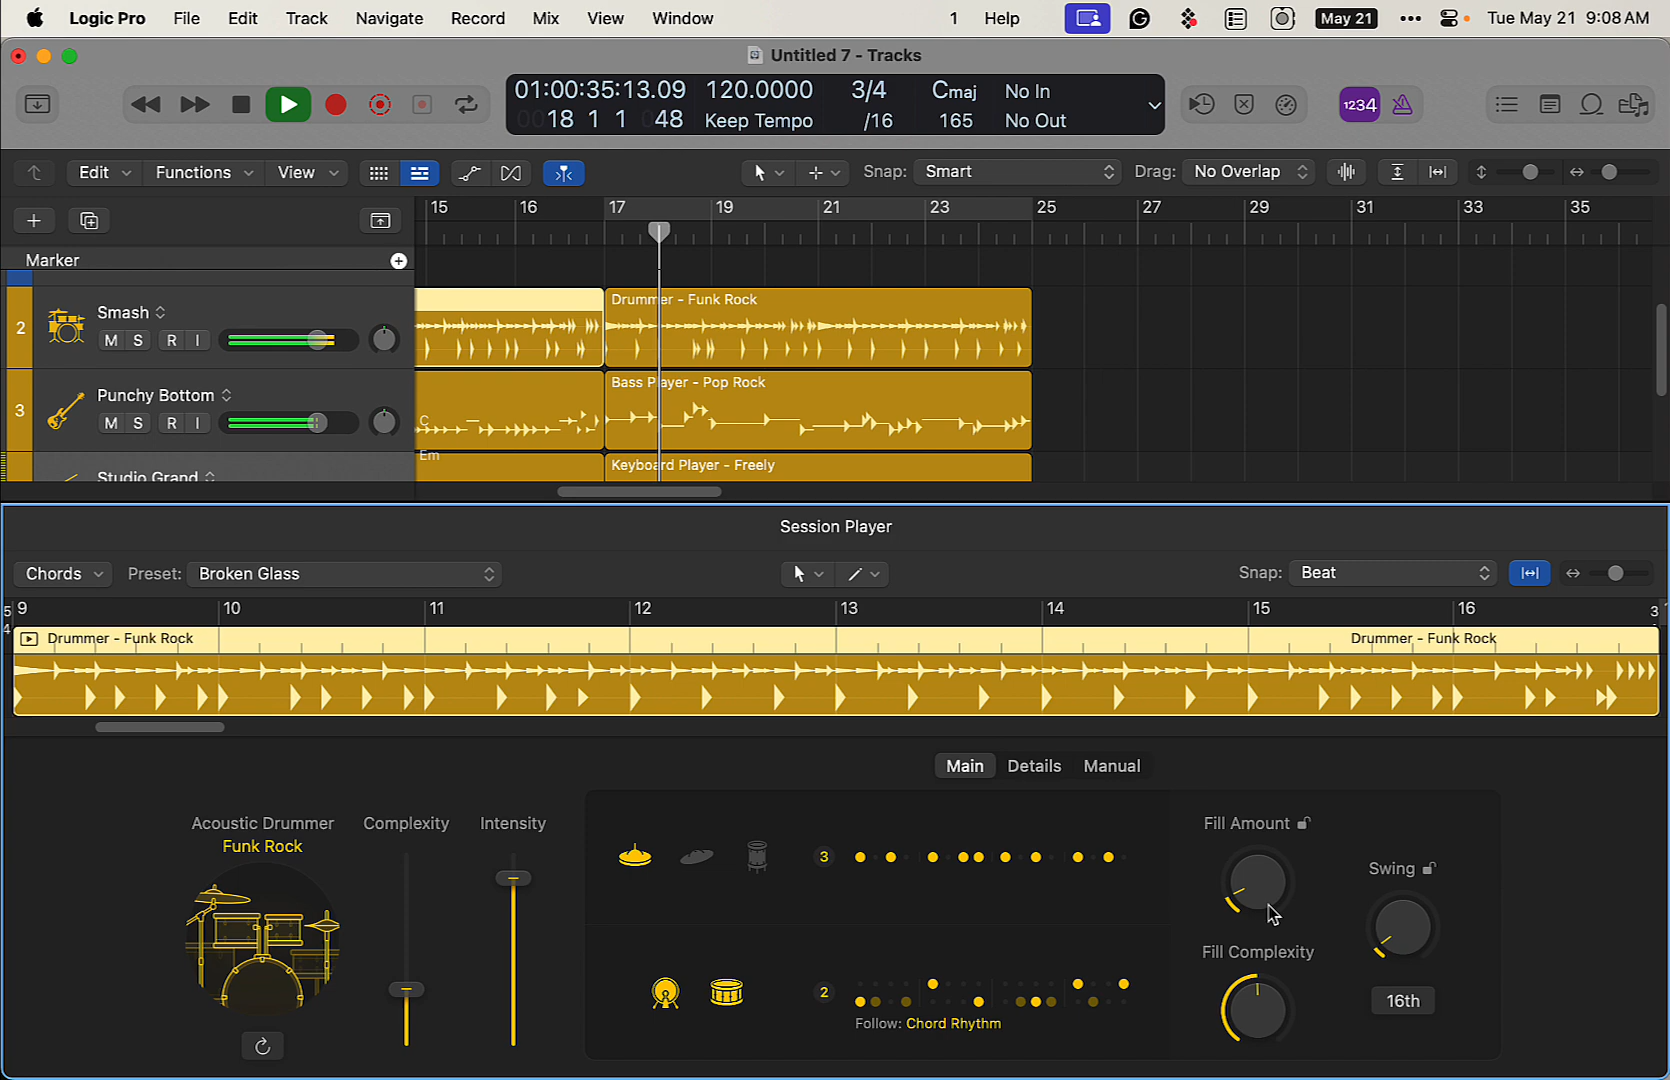 Logic Pro File Edit Track Navigate Record Mix View Window 1 Help May 21 Tue May 21 9:08 AM
Untitled 7 - Tracks
01:00:35:13.09 120.0000 3/4 Cmaj No In
0018 1 1 048 Keep Tempo /16 165 No Out
1234
Edit Functions View Snap: Smart Drag: No Overlap
15 16 17 19 21 23 25 27 29 31 33 35
Marker
2 Smash
M S R I
Drummer - Funk Rock
3 Punchy Bottom
M S R I
Bass Player - Pop Rock
C
Em
Studio Grand
Keyboard Player - Freely
Session Player
Chords Preset: Broken Glass Snap: Beat
5 9 10 11 12 13 14 15 16 3
4
Drummer - Funk Rock Drummer - Funk Rock
Main Details Manual
Acoustic Drummer Complexity Intensity
Funk Rock
3
Fill Amount
Swing
Fill Complexity
2
16th
Follow: Chord Rhythm